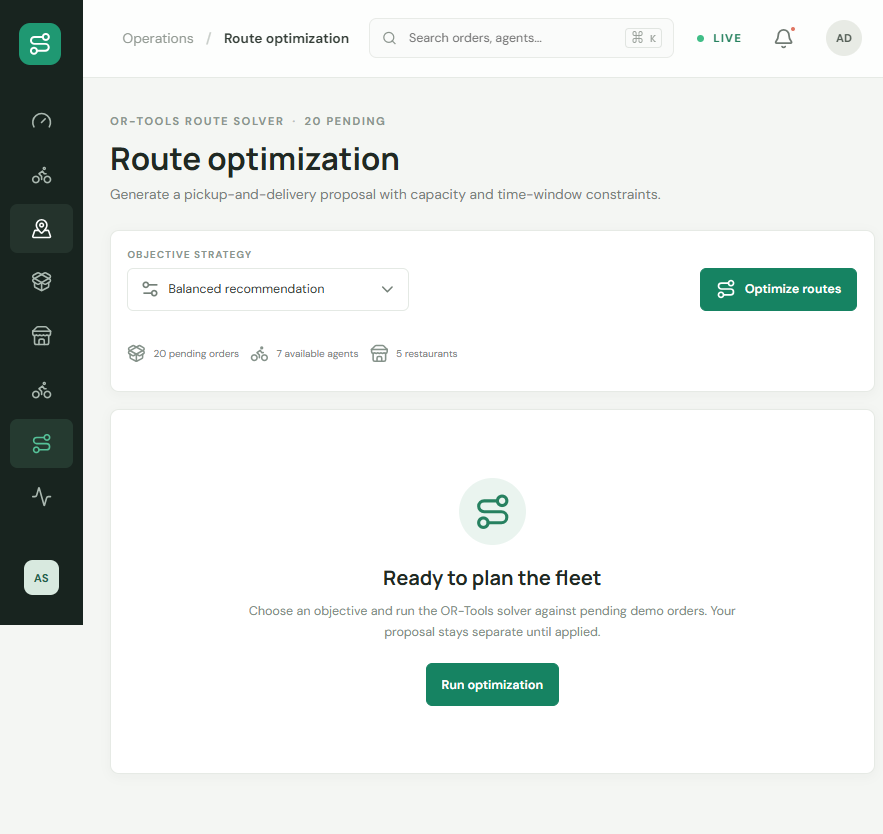 Operations / Route optimization
Search orders, agents...
⌘ K
LIVE
AD
OR-TOOLS ROUTE SOLVER · 20 PENDING
Route optimization
Generate a pickup-and-delivery proposal with capacity and time-window constraints.
OBJECTIVE STRATEGY
Balanced recommendation
Optimize routes
20 pending orders
7 available agents
5 restaurants
Ready to plan the fleet
Choose an objective and run the OR-Tools solver against pending demo orders. Your
proposal stays separate until applied.
Run optimization
AS